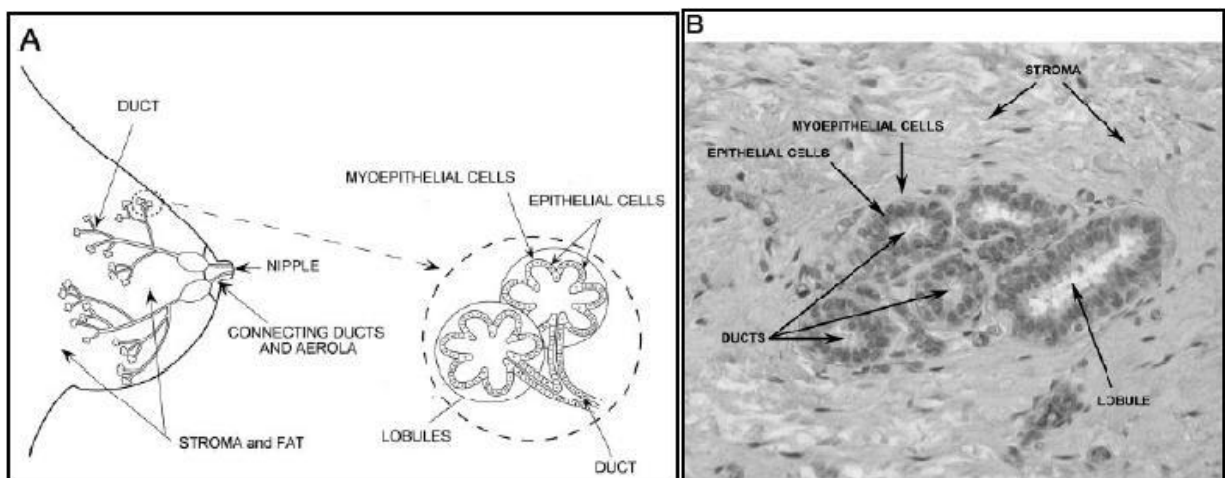 A
DUCT
MYOEPITHELIAL CELLS
EPITHELIAL CELLS
NIPPLE
CONNECTING DUCTS
AND AEROLA
STROMA and FAT
LOBULES
DUCT
B
STROMA
MYOEPITHELIAL CELLS
EPITHELIAL CELLS
DUCTS
LOBULE